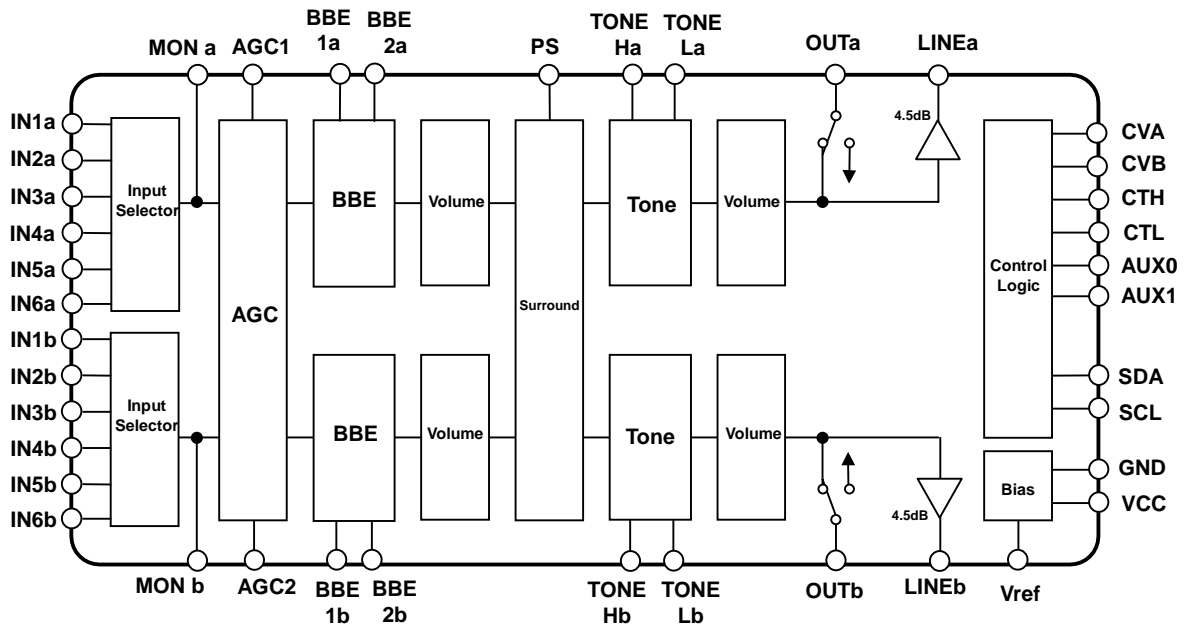 MON a
AGC1
BBE
1a
BBE
2a
PS
TONE
Ha
TONE
La
OUTa
LINEa
IN1a
IN2a
IN3a
IN4a
IN5a
IN6a
IN1b
IN2b
IN3b
IN4b
IN5b
IN6b
Input
Selector
Input
Selector
AGC
BBE
BBE
Volume
Volume
Surround
Tone
Tone
Volume
Volume
4.5dB
4.5dB
Control
Logic
Bias
CVA
CVB
CTH
CTL
AUX0
AUX1
SDA
SCL
GND
VCC
MON b
AGC2
BBE
1b
BBE
2b
TONE
Hb
TONE
Lb
OUTb
LINEb
Vref